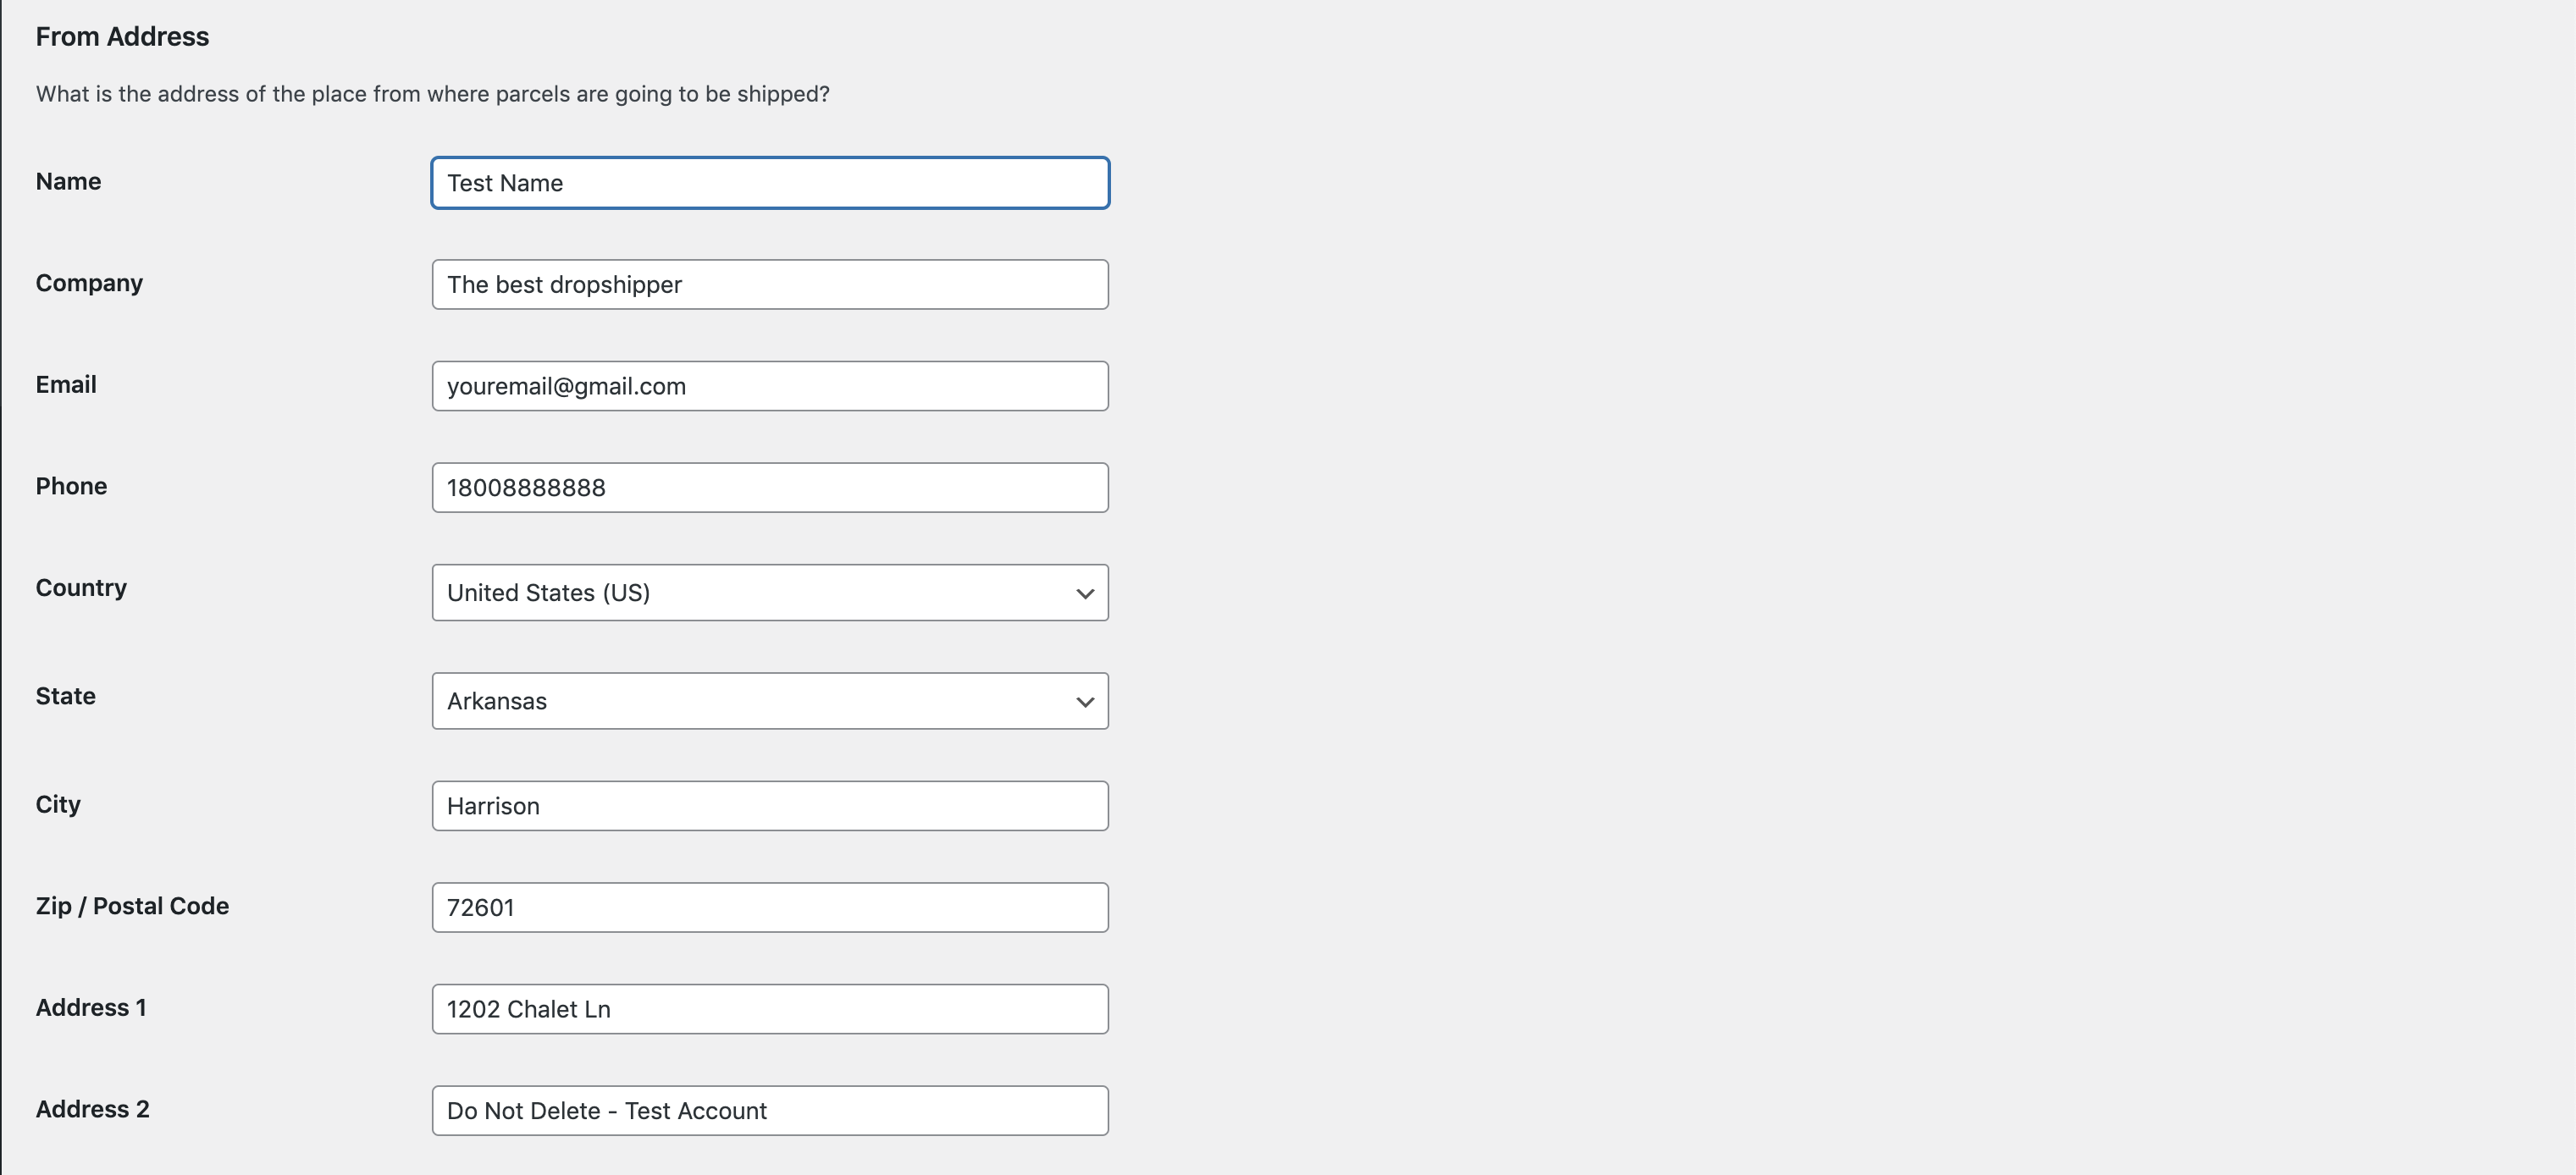 From Address
What is the address of the place from where parcels are going to be shipped?
Name
Test Name
Company
The best dropshipper
Email
youremail@gmail.com
Phone
18008888888
Country
United States (US)
State
Arkansas
City
Harrison
Zip / Postal Code
72601
Address 1
1202 Chalet Ln
Address 2
Do Not Delete - Test Account